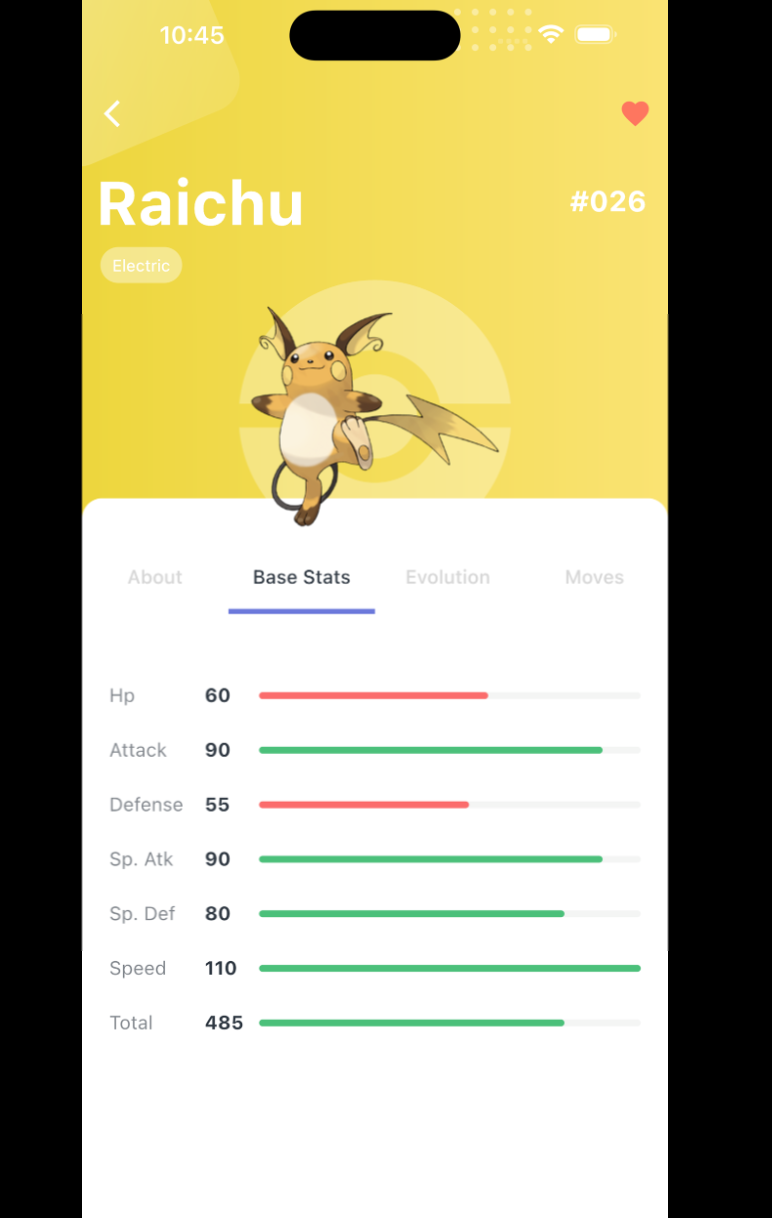 10:45
Raichu
#026
Electric
About Base Stats Evolution Moves
Hp 60
Attack 90
Defense 55
Sp. Atk 90
Sp. Def 80
Speed 110
Total 485